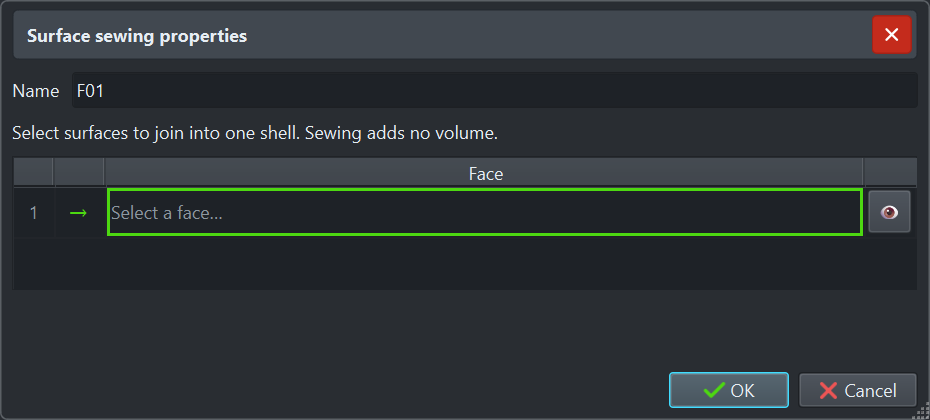 Surface sewing properties
Name F01
Select surfaces to join into one shell. Sewing adds no volume.
Face
1 → Select a face...
OK Cancel